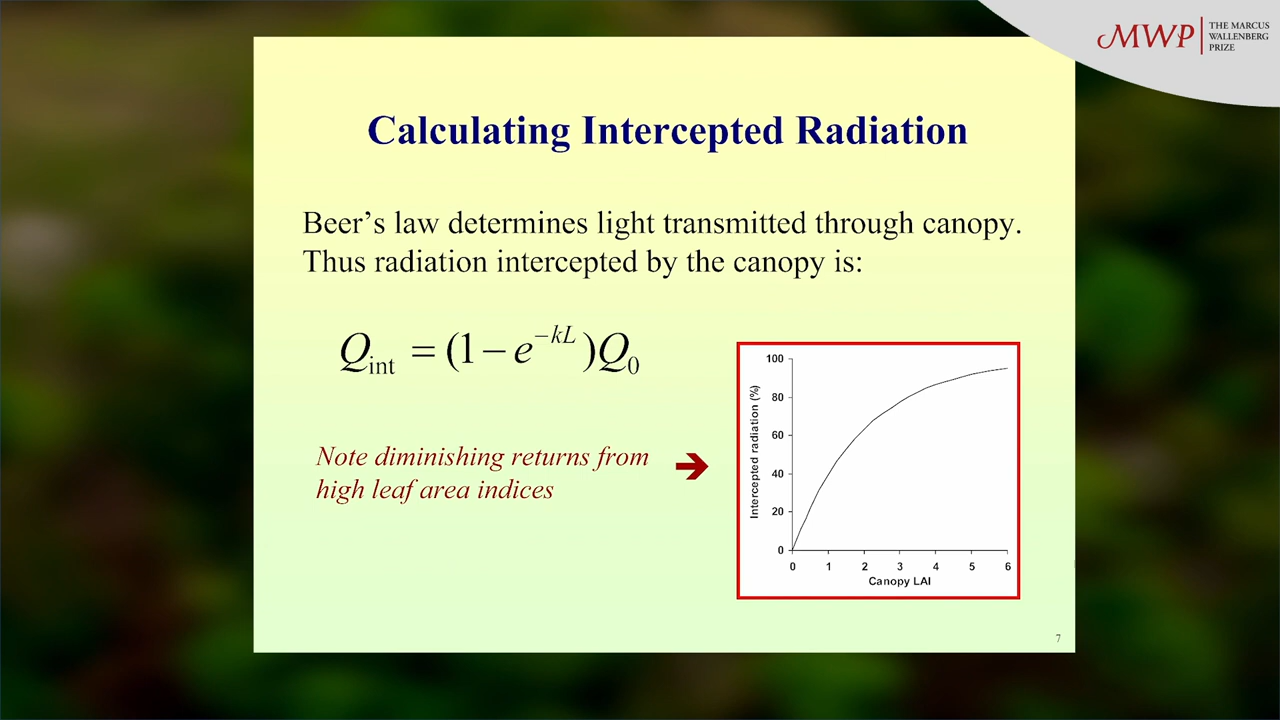 MWP
THE MARCUS
WALLENBERG
PRIZE
Calculating Intercepted Radiation
Beer’s law determines light transmitted through canopy.
Thus radiation intercepted by the canopy is:
Q_int = (1 − e^{−kL})Q_0
Note diminishing returns from
high leaf area indices
Intercepted radiation (%)
100
80
60
40
20
0
0 1 2 3 4 5 6
Canopy LAI
7